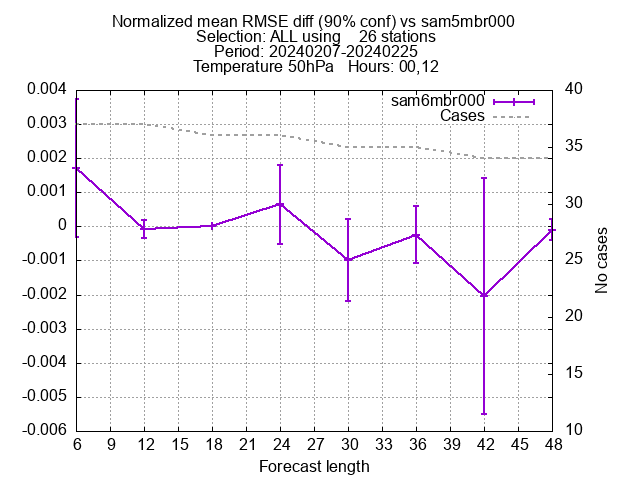 Normalized mean RMSE diff (90% conf) vs sam5mbr000
Selection: ALL using    26 stations
Period: 20240207-20240225
Temperature 50hPa   Hours: 00,12
sam6mbr000
Cases
0.004
0.003
0.002
0.001
0
-0.001
-0.002
-0.003
-0.004
-0.005
-0.006
40
35
30
25
20
15
10
No cases
6 9 12 15 18 21 24 27 30 33 36 39 42 45 48
Forecast length